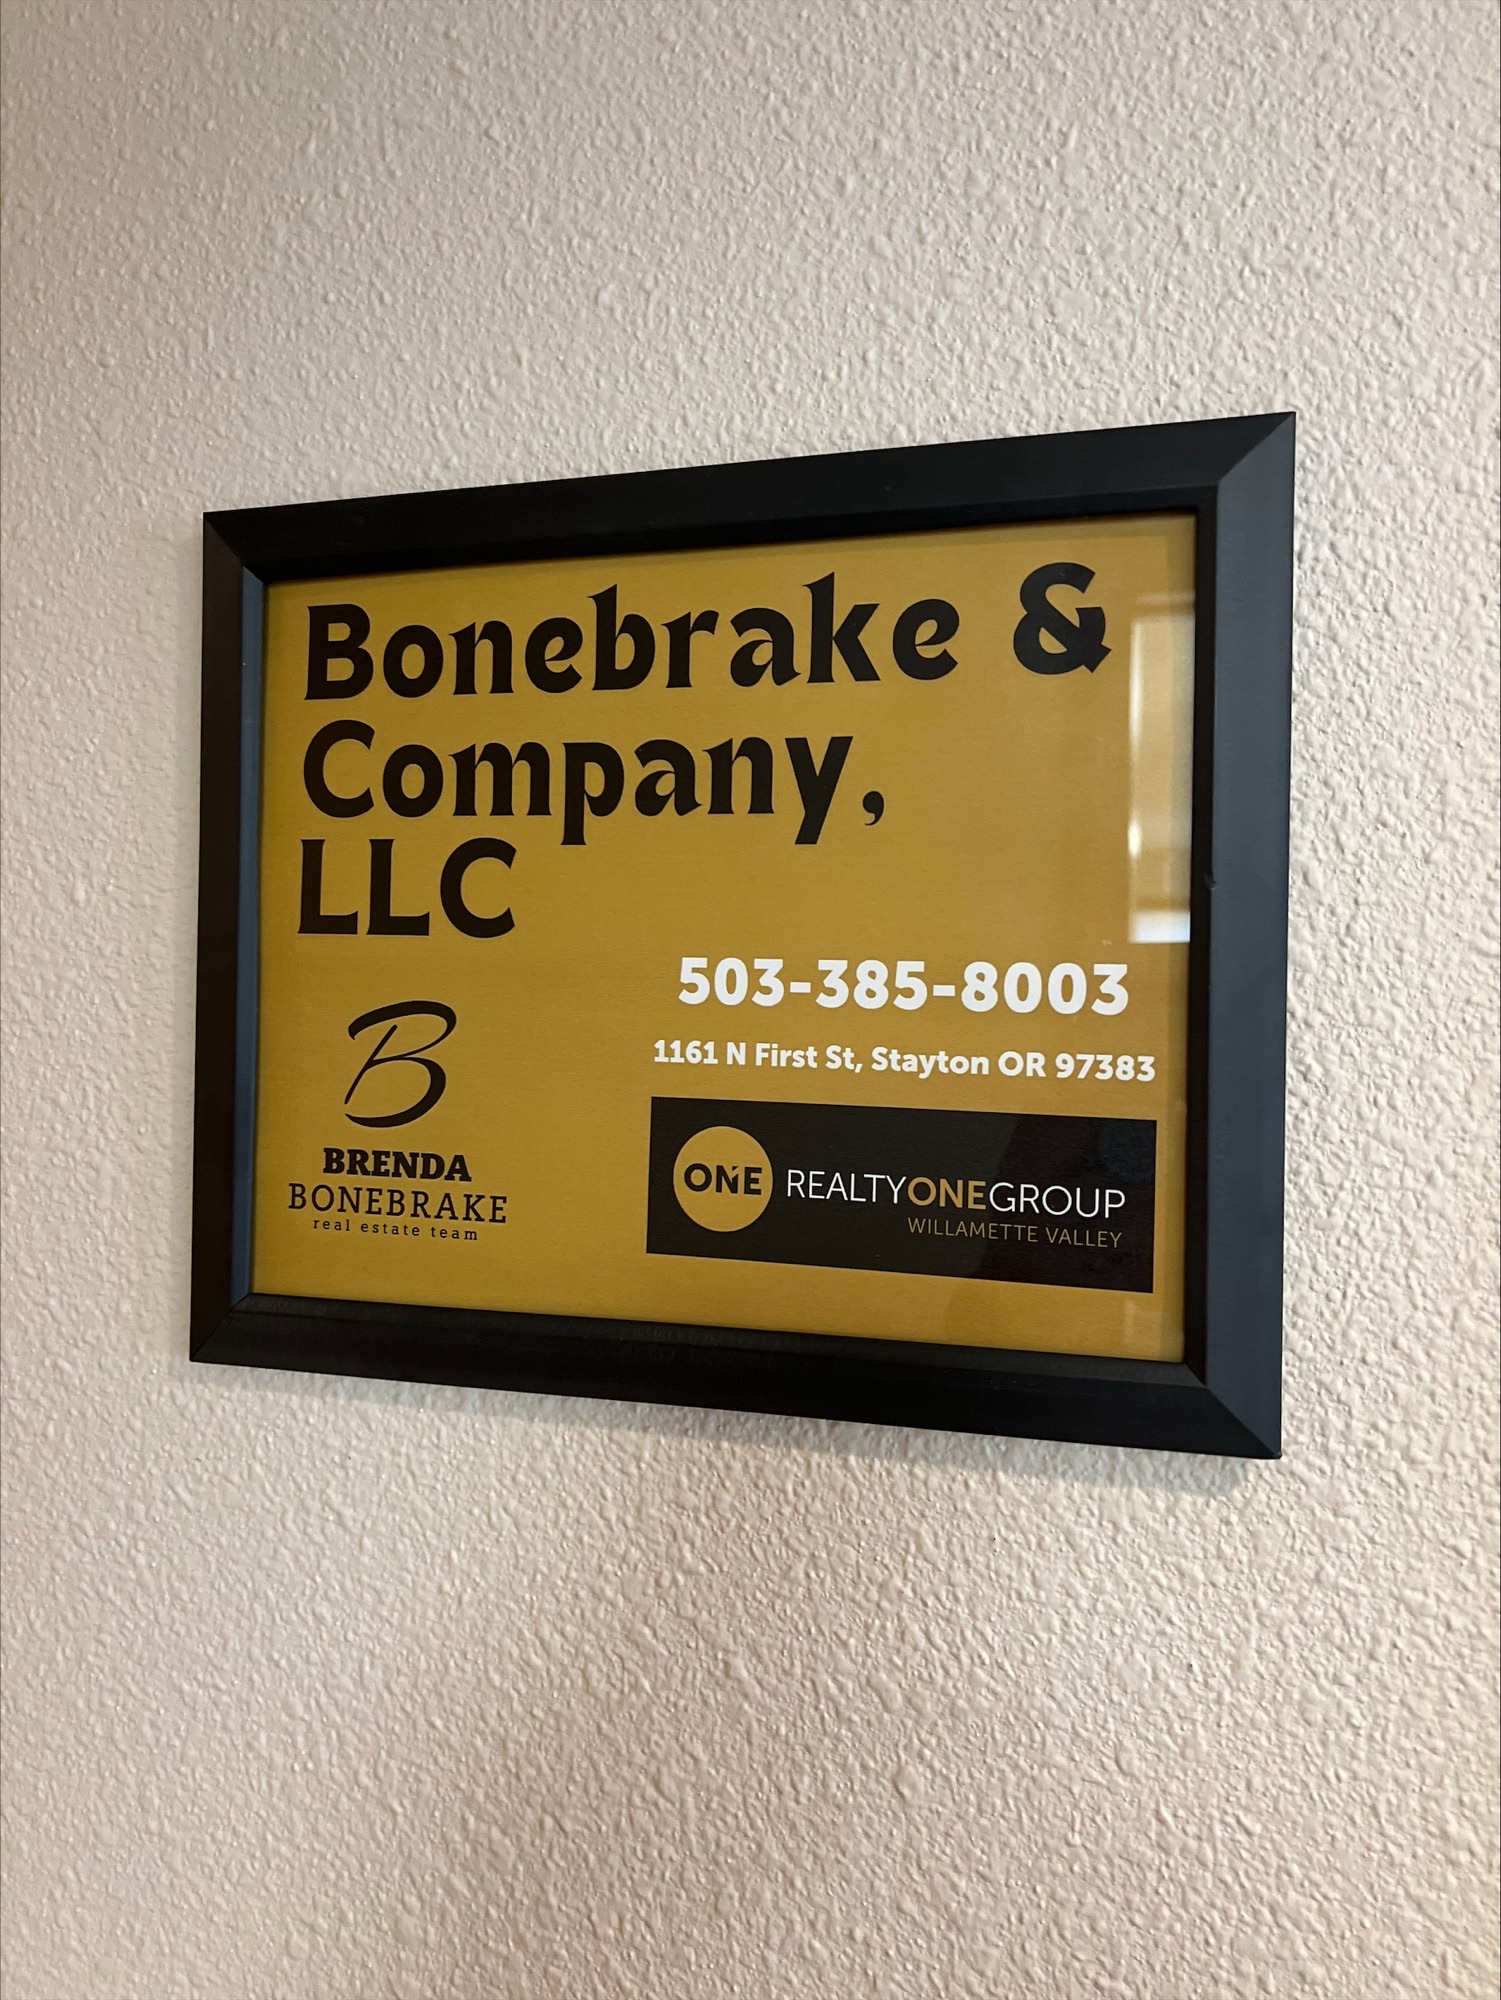 Bonebrake &
Company,
LLC
503-385-8003
1161 N First St, Stayton OR 97383
B
BRENDA
BONEBRAKE
real estate team
ONE
REALTYONEGROUP
WILLAMETTE VALLEY